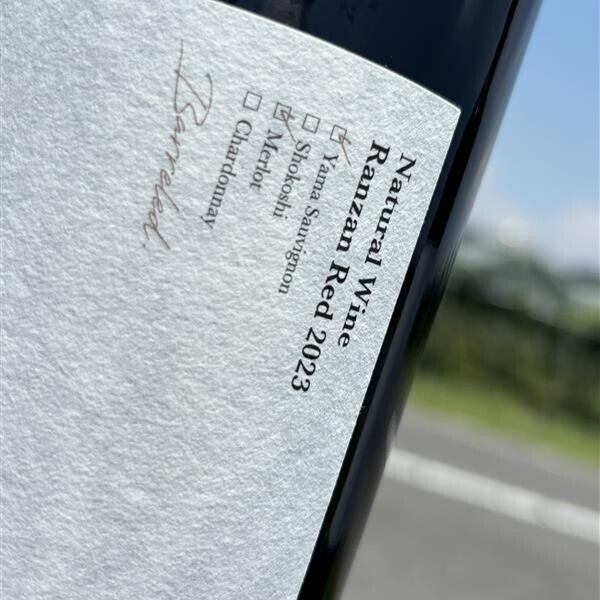 Natural Wine
Ranzan Red 2023
☑ Yama Sauvignon
☐ Shokoshi
☑ Merlot
☐ Chardonnay
Barreled.